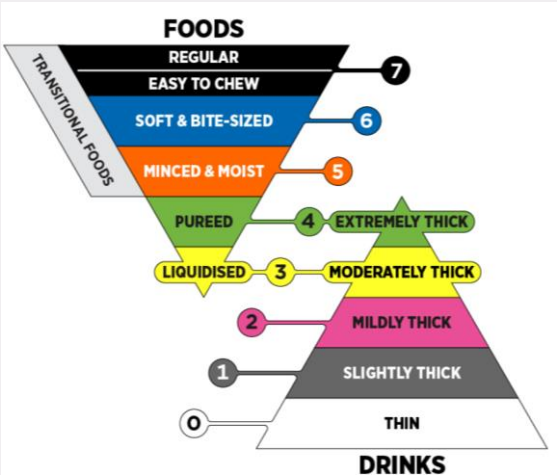 FOODS
REGULAR
7
EASY TO CHEW
TRANSITIONAL FOODS
SOFT & BITE-SIZED
6
MINCED & MOIST
5
PUREED
4
EXTREMELY THICK
LIQUIDISED
3
MODERATELY THICK
2
MILDLY THICK
1
SLIGHTLY THICK
0
THIN
DRINKS